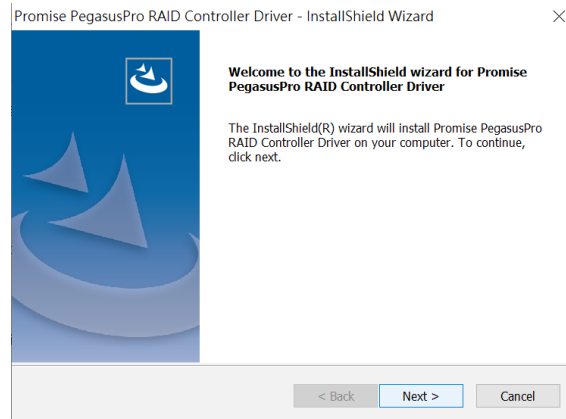 Promise PegasusPro RAID Controller Driver - InstallShield Wizard
Welcome to the InstallShield wizard for Promise
PegasusPro RAID Controller Driver
The InstallShield(R) wizard will install Promise PegasusPro
RAID Controller Driver on your computer. To continue,
click next.
< Back
Next >
Cancel